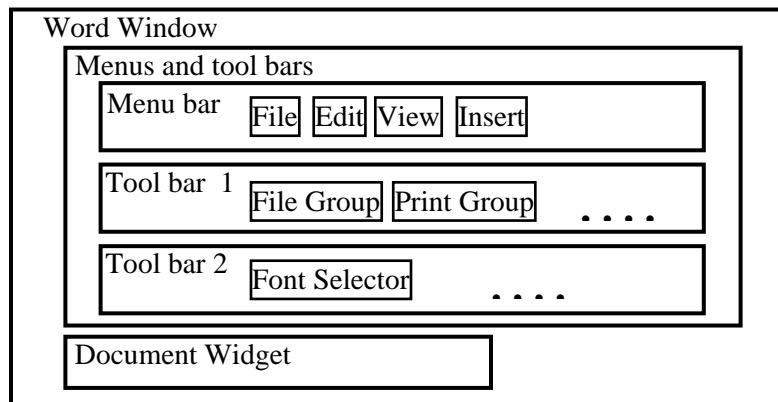 Word Window
Menus and tool bars
Menu bar File Edit View Insert
Tool bar 1 File Group Print Group . . . .
Tool bar 2 Font Selector . . . .
Document Widget